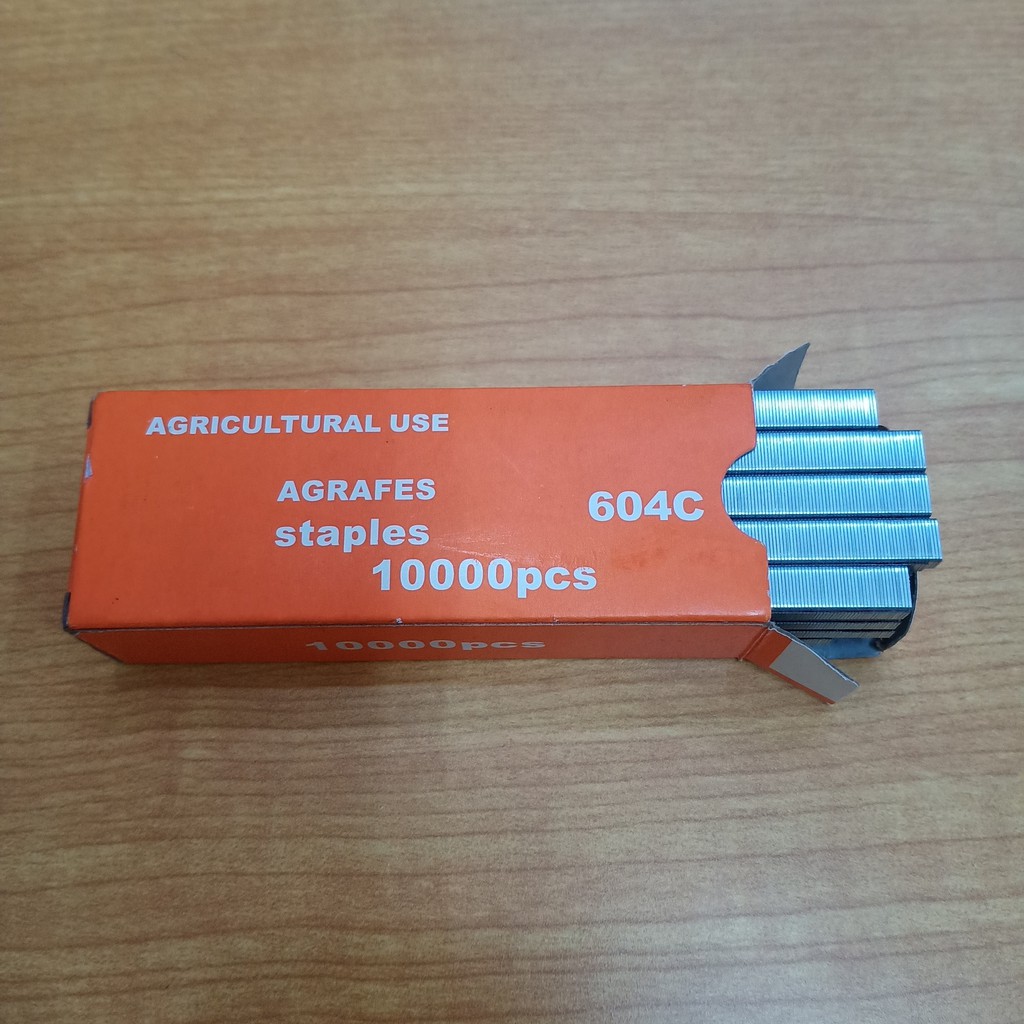 AGRICULTURAL USE
AGRAFES
604C
staples
10000pcs
10000pcs